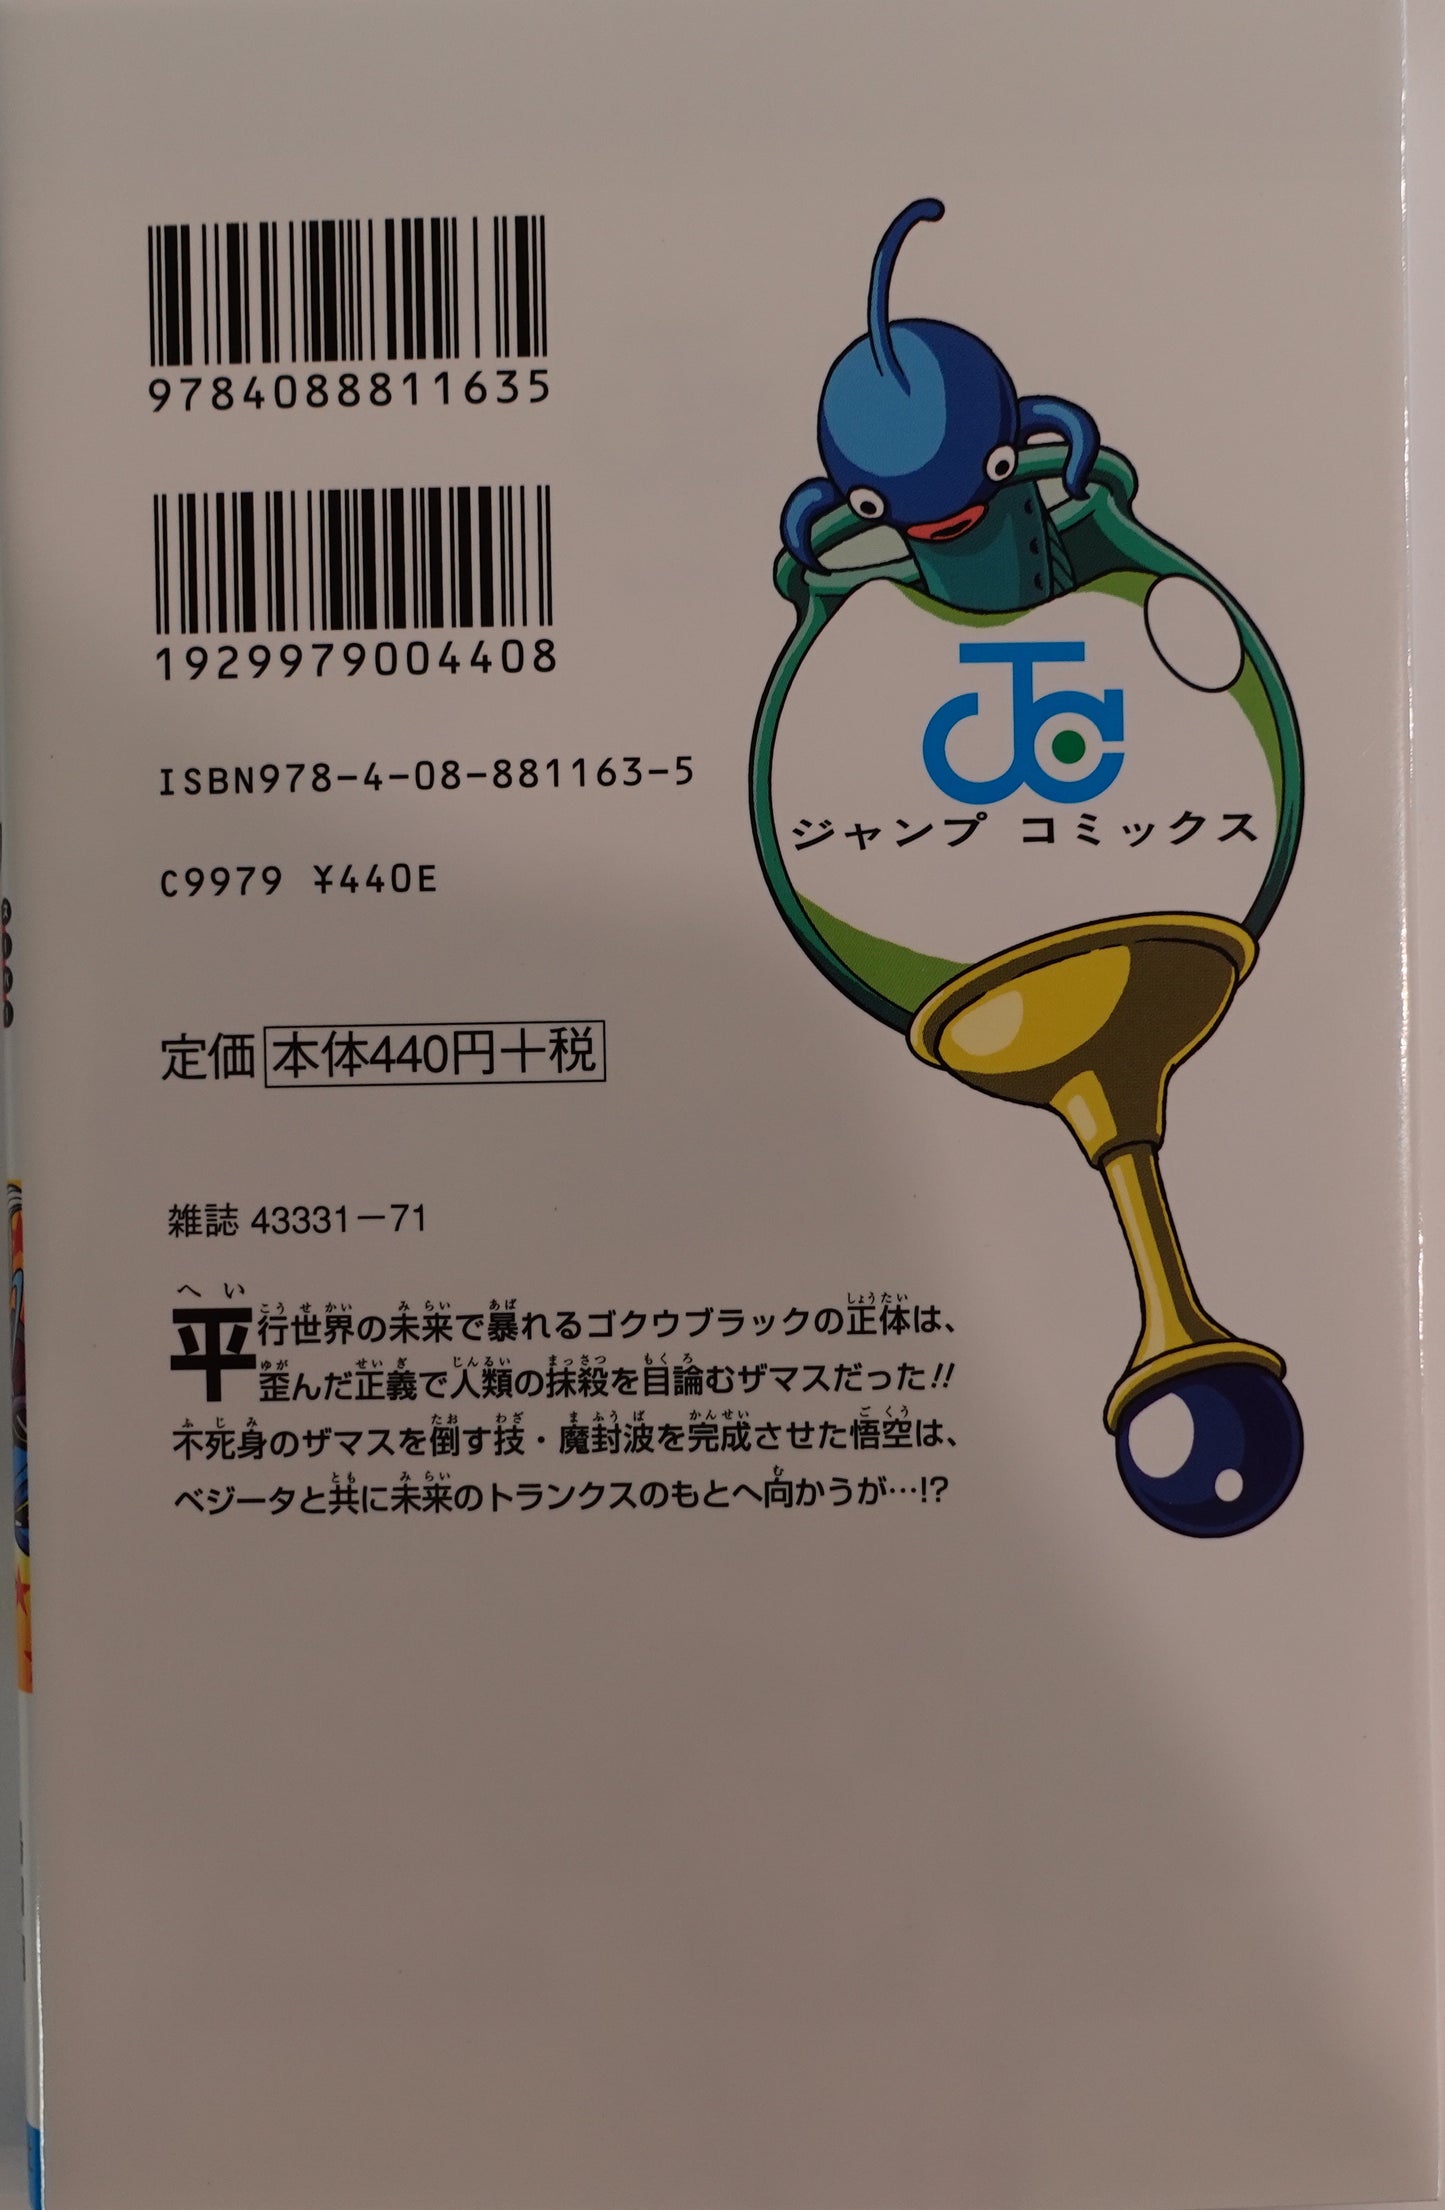 9784088811635
1929979004408
ISBN978-4-08-881163-5
C9979 ¥440E
定価 本体440円+税
雑誌 43331-71
JC
ジャンプ コミックス
平行世界の未来で暴れるゴクウブラックの正体は、
歪んだ正義で人類の抹殺を目論むザマスだった!!
不死身のザマスを倒す技・魔封波を完成させた悟空は、
ベジータと共に未来のトランクスのもとへ向かうが…!?